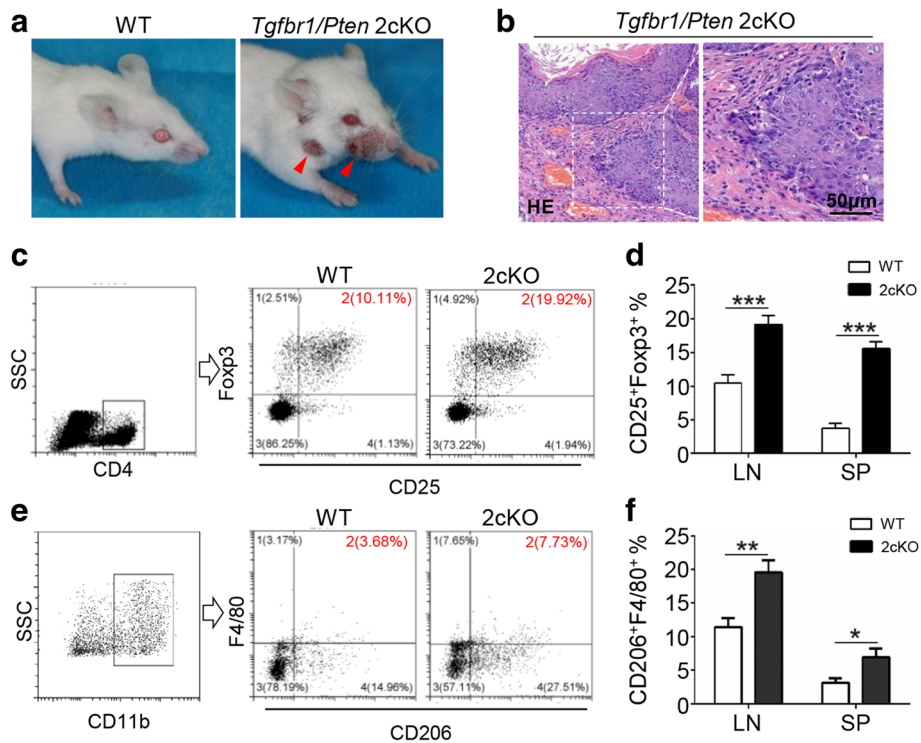 a
WT
Tgfbr1/Pten 2cKO
b
Tgfbr1/Pten 2cKO
HE
50μm
c
SSC
CD4
WT
2cKO
Foxp3
1(2.51%)
2(10.11%)
3(86.25%)
4(1.13%)
1(4.92%)
2(19.92%)
3(73.22%)
4(1.94%)
CD25
d
WT
2cKO
CD25+Foxp3+ %
25
20
15
10
5
0
***
***
LN
SP
e
SSC
CD11b
WT
2cKO
F4/80
1(3.17%)
2(3.68%)
3(78.19%)
4(14.96%)
1(7.65%)
2(7.73%)
3(57.11%)
4(27.51%)
CD206
f
WT
2cKO
CD206+F4/80+ %
25
20
15
10
5
0
**
*
LN
SP